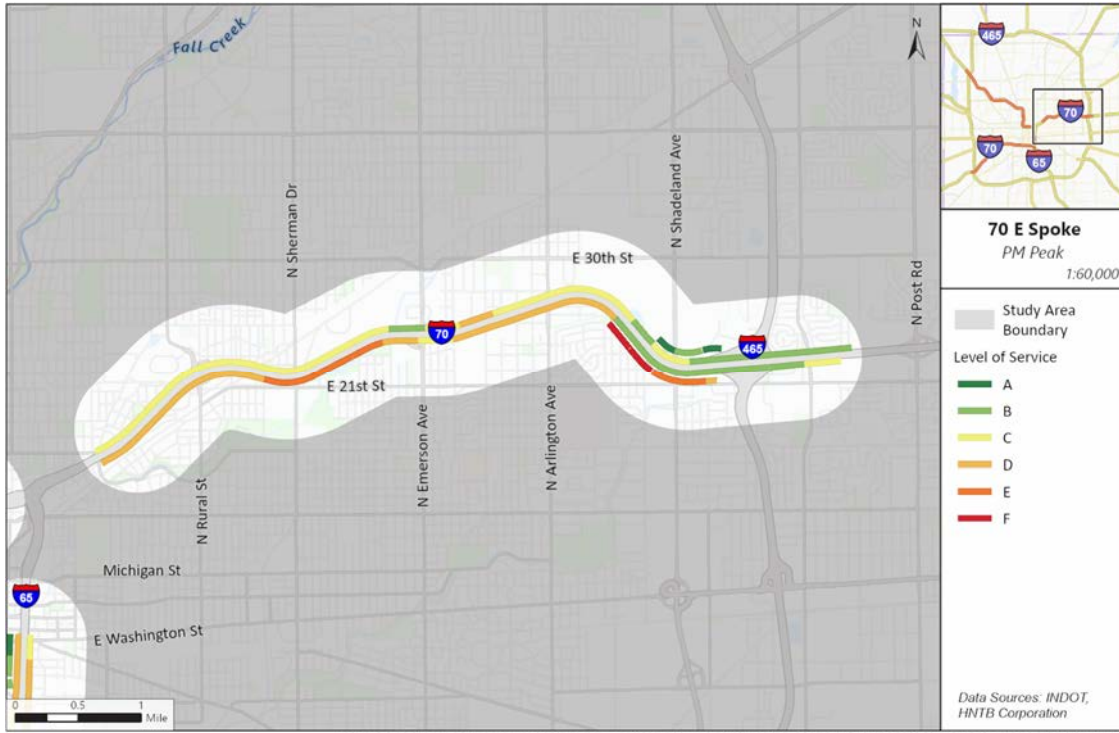 Fall Creek
N
N Sherman Dr
N Shadeland Ave
E 30th St
N Post Rd
70
465
E 21st St
N Emerson Ave
N Arlington Ave
N Rural St
Michigan St
65
E Washington St
0 0.5 1
Mile
465
70
70
65
70 E Spoke
PM Peak
1:60,000
Study Area
Boundary
Level of Service
A
B
C
D
E
F
Data Sources: INDOT,
HNTB Corporation